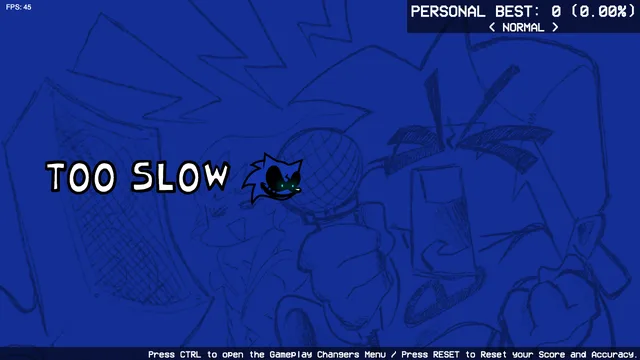 FPS: 45
PERSONAL BEST: 0 (0.00%)
< NORMAL >
TOO SLOW
Press CTRL to open the Gameplay Changers Menu / Press RESET to Reset your Score and Accuracy.